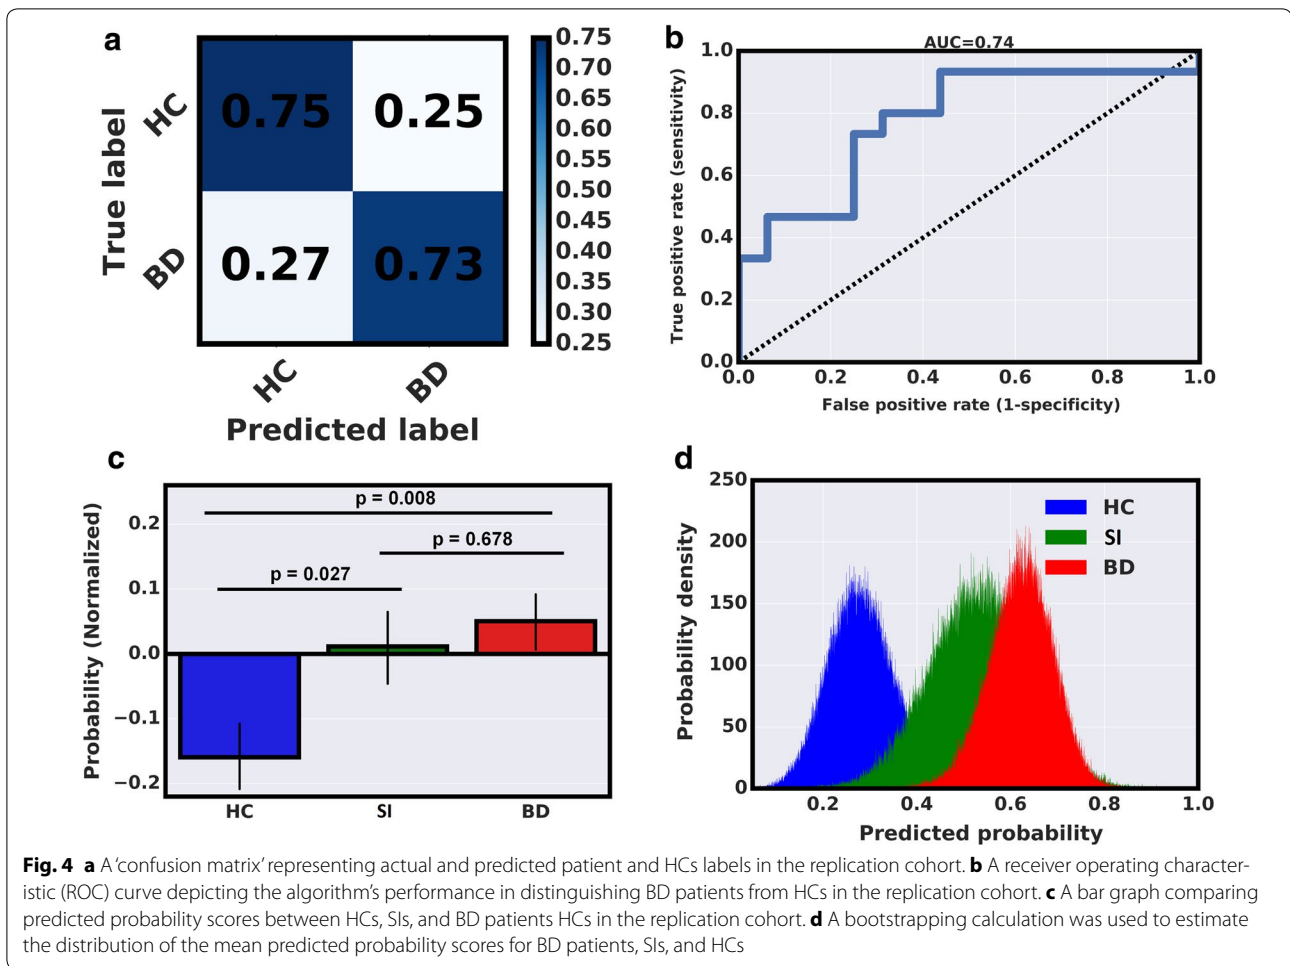 a
True label
HC
BD
0.75 0.25
0.27 0.73
HC BD
Predicted label
0.75
0.70
0.65
0.60
0.55
0.50
0.45
0.40
0.35
0.30
0.25
b
AUC=0.74
True positive rate (sensitivity)
1.0
0.8
0.6
0.4
0.2
0.0
0.0 0.2 0.4 0.6 0.8 1.0
False positive rate (1-specificity)
c
Probability (Normalized)
0.2
0.1
0.0
−0.1
−0.2
p = 0.008
p = 0.678
p = 0.027
HC SI BD
d
Probability density
250
200
150
100
50
0
HC
SI
BD
0.2 0.4 0.6 0.8 1.0
Predicted probability
Fig. 4 a A 'confusion matrix' representing actual and predicted patient and HCs labels in the replication cohort. b A receiver operating character-
istic (ROC) curve depicting the algorithm's performance in distinguishing BD patients from HCs in the replication cohort. c A bar graph comparing
predicted probability scores between HCs, SIs, and BD patients HCs in the replication cohort. d A bootstrapping calculation was used to estimate
the distribution of the mean predicted probability scores for BD patients, SIs, and HCs